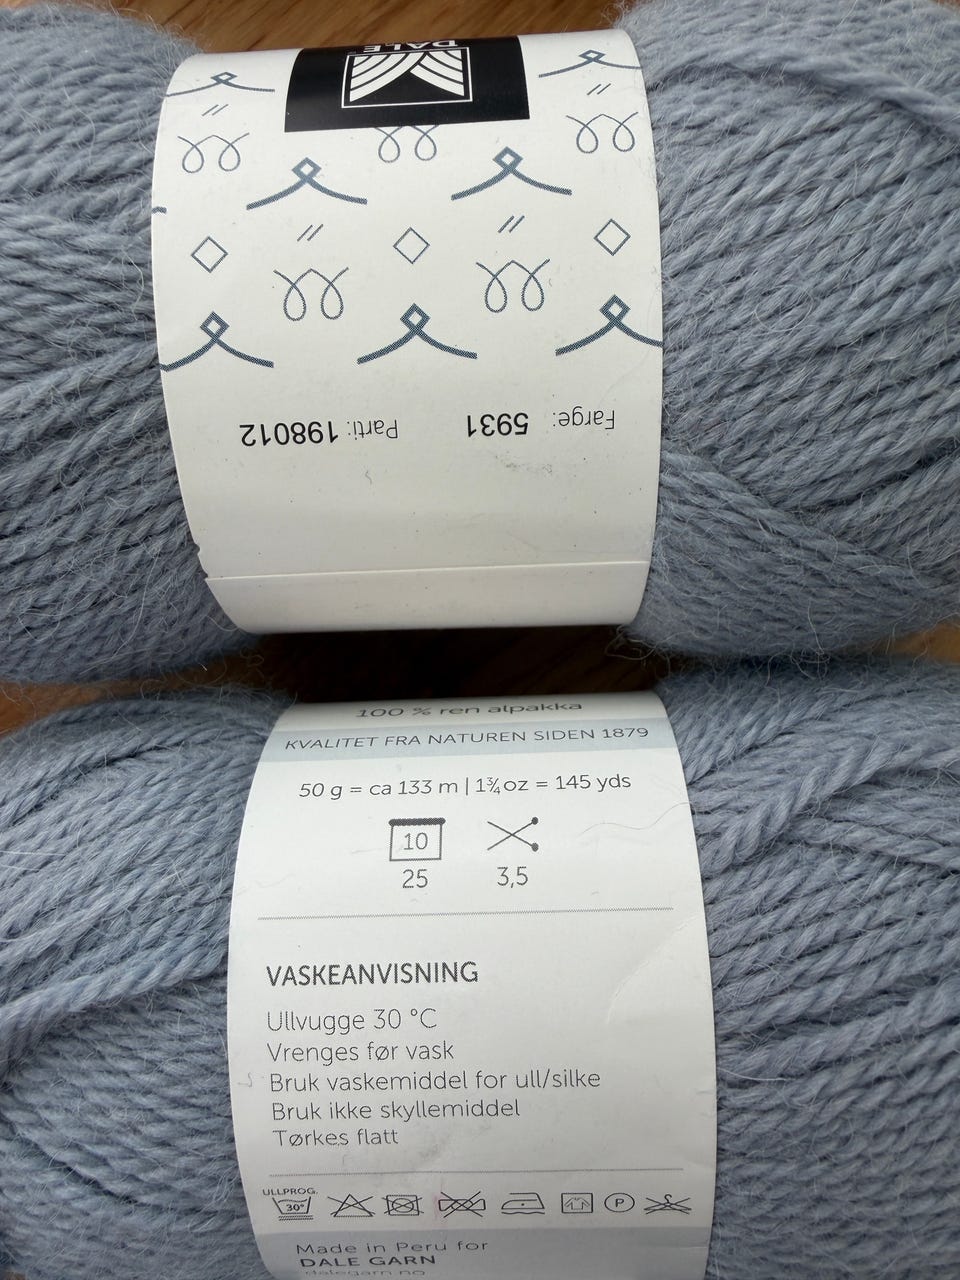 DALE
Farge: 5931 Parti: 198012
100 % ren alpakka
KVALITET FRA NATUREN SIDEN 1879
50 g = ca 133 m | 1¾ oz = 145 yds
10
25 3,5
VASKEANVISNING
Ullvugge 30 °C
Vrenges før vask
Bruk vaskemiddel for ull/silke
Bruk ikke skyllemiddel
Tørkes flatt
ULLPROG.
30° P
Made in Peru for
DALE GARN
dalegarn.no